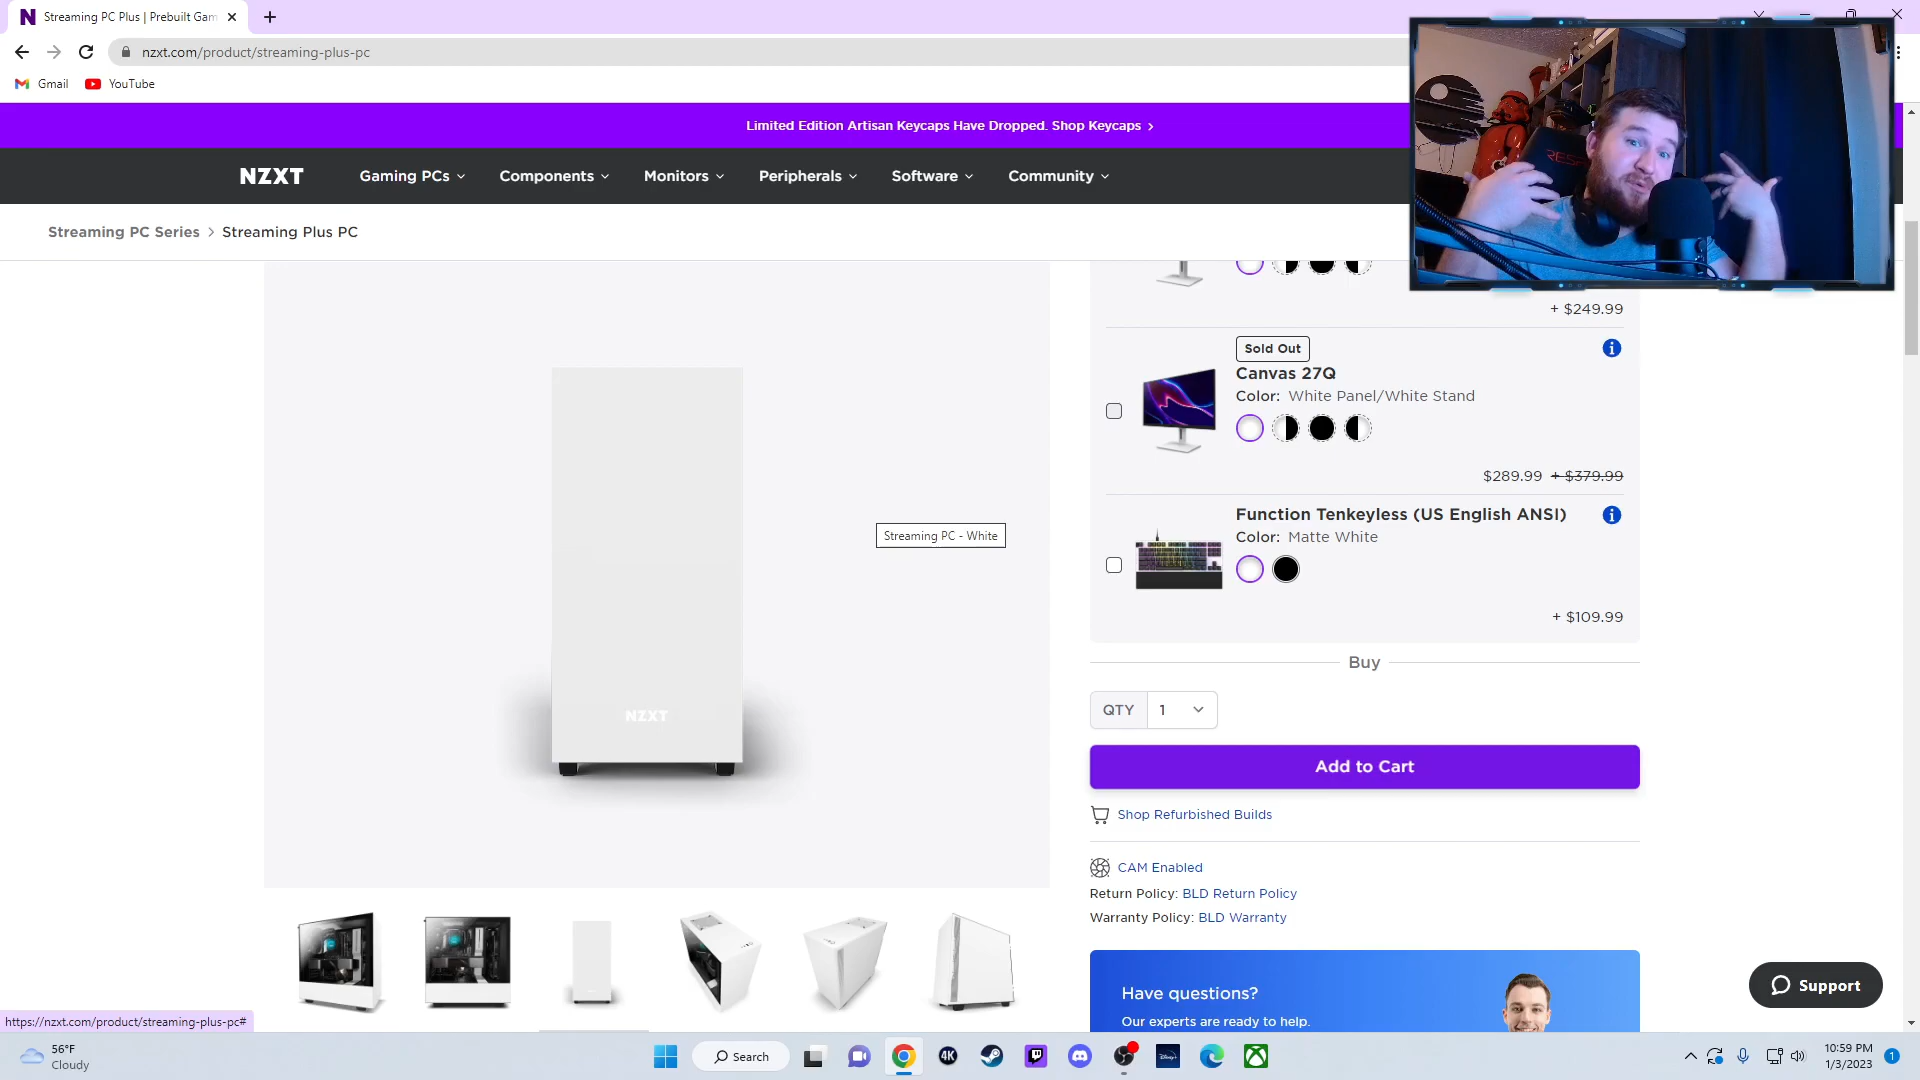 Streaming PC Plus | Prebuilt Gam
nzxt.com/product/streaming-plus-pc
Gmail
YouTube
Limited Edition Artisan Keycaps Have Dropped. Shop Keycaps
NZXT
Gaming PCs
Components
Monitors
Peripherals
Software
Community
Streaming PC Series > Streaming Plus PC
+ $249.99
Sold Out
Canvas 27Q
Color: White Panel/White Stand
$289.99 + $379.99
Streaming PC - White
Function Tenkeyless (US English ANSI)
Color: Matte White
+ $109.99
NZXT
Buy
QTY 1
Add to Cart
Shop Refurbished Builds
CAM Enabled
Return Policy: BLD Return Policy
Warranty Policy: BLD Warranty
Have questions?
Our experts are ready to help.
Support
https://nzxt.com/product/streaming-plus-pc#
56°F
Cloudy
Search
4K
Disney+
10:59 PM
1/3/2023
1